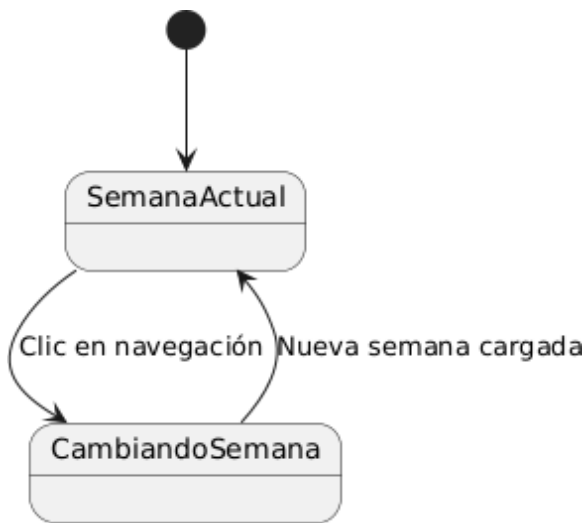 SemanaActual
Clic en navegación
Nueva semana cargada
CambiandoSemana